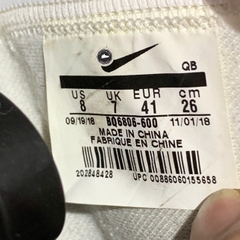 QB
US UK EUR cm
8 7 41 26
09/19/18 BQ6806-600 11/01/18
MADE IN CHINA
FABRIQUE EN CHINE
202848428 UPC 00886060155658